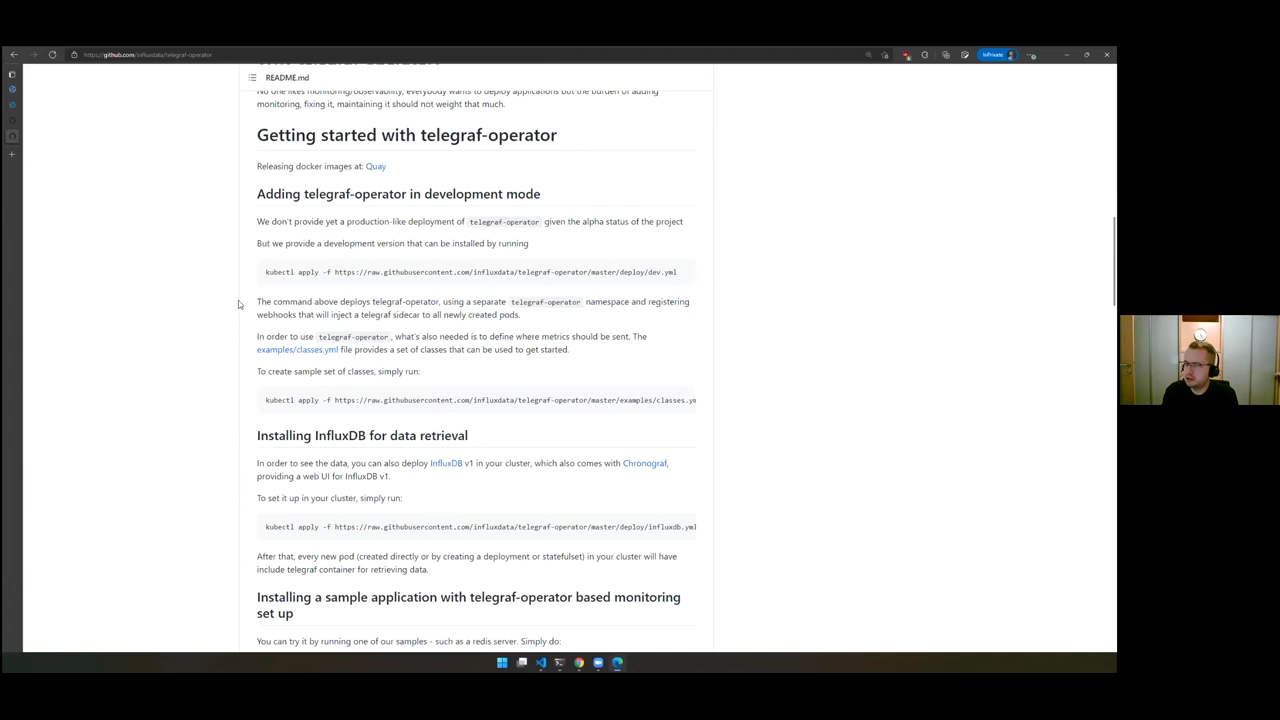 https://github.com/influxdata/telegraf-operator
InPrivate
README.md
No one likes monitoring/observability, everybody wants to deploy applications but the burden of adding
monitoring, fixing it, maintaining it should not weight that much.
Getting started with telegraf-operator
Releasing docker images at: Quay
Adding telegraf-operator in development mode
We don't provide yet a production-like deployment of telegraf-operator given the alpha status of the project
But we provide a development version that can be installed by running
kubectl apply -f https://raw.githubusercontent.com/influxdata/telegraf-operator/master/deploy/dev.yml
The command above deploys telegraf-operator, using a separate telegraf-operator namespace and registering
webhooks that will inject a telegraf sidecar to all newly created pods.
In order to use telegraf-operator, what's also needed is to define where metrics should be sent. The
examples/classes.yml file provides a set of classes that can be used to get started.
To create sample set of classes, simply run:
kubectl apply -f https://raw.githubusercontent.com/influxdata/telegraf-operator/master/examples/classes.ym
Installing InfluxDB for data retrieval
In order to see the data, you can also deploy InfluxDB v1 in your cluster, which also comes with Chronograf,
providing a web UI for InfluxDB v1.
To set it up in your cluster, simply run:
kubectl apply -f https://raw.githubusercontent.com/influxdata/telegraf-operator/master/deploy/influxdb.yml
After that, every new pod (created directly or by creating a deployment or statefulset) in your cluster will have
include telegraf container for retrieving data.
Installing a sample application with telegraf-operator based monitoring
set up
You can try it by running one of our samples - such as a redis server. Simply do: